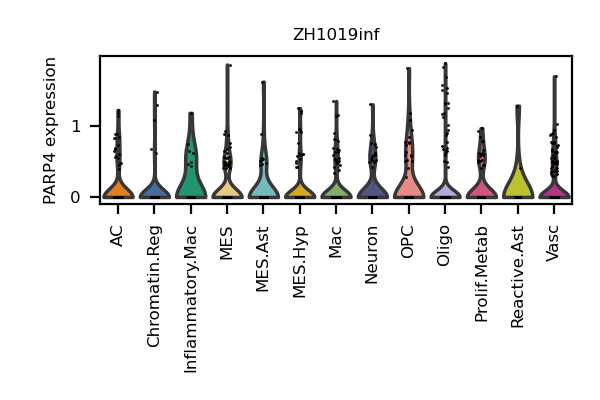 ZH1019inf
PARP4 expression
1
0
AC
Chromatin.Reg
Inflammatory.Mac
MES
MES.Ast
MES.Hyp
Mac
Neuron
OPC
Oligo
Prolif.Metab
Reactive.Ast
Vasc